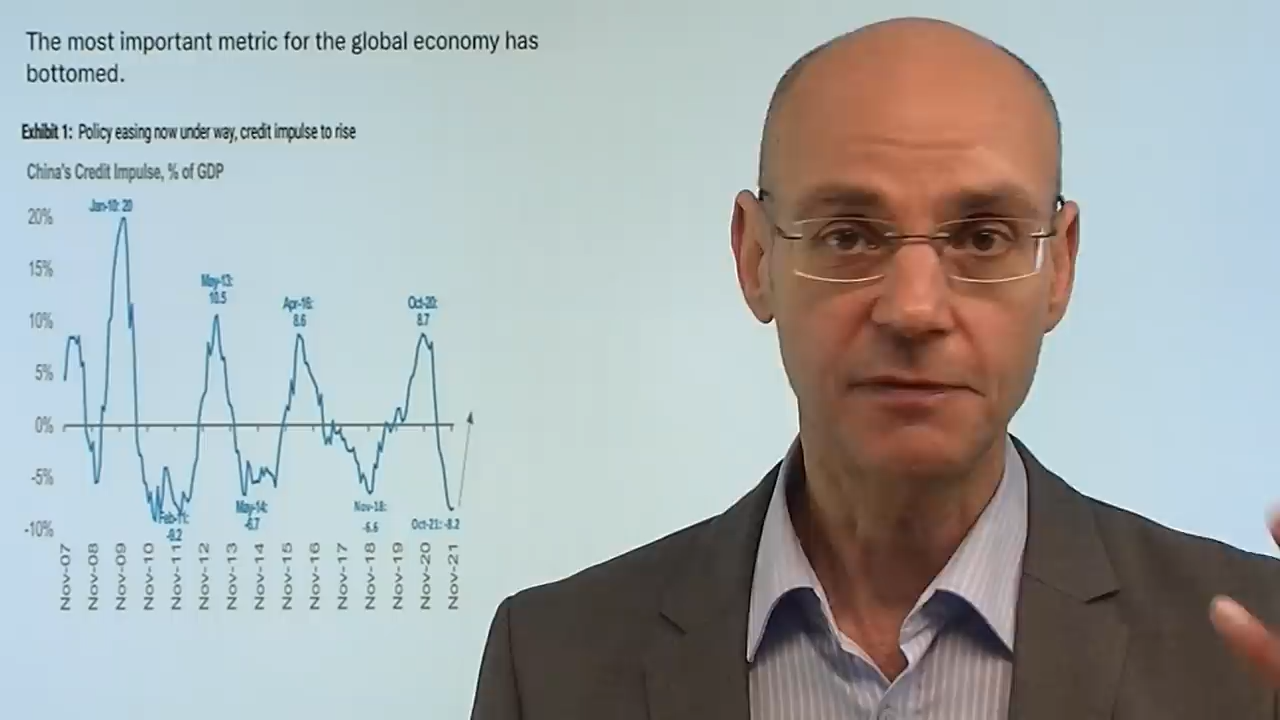 The most important metric for the global economy has
bottomed.
Exhibit 1: Policy easing now under way, credit impulse to rise
China's Credit Impulse, % of GDP
20%
15%
10%
5%
0%
-5%
-10%
Jan-10: 20
May-13:
10.5
Apr-16:
8.6
Oct-20:
8.7
May-14:
-6.7
Nov-18:
-6.6
Oct-21: -8.2
Nov-07
Nov-08
Nov-09
Nov-10
Nov-11
Nov-12
Nov-13
Nov-14
Nov-15
Nov-16
Nov-17
Nov-18
Nov-19
Nov-20
Nov-21